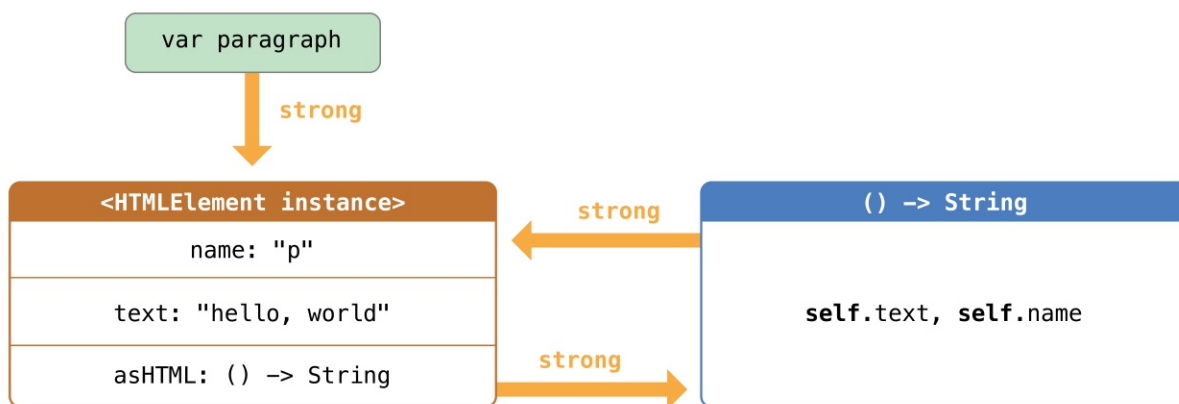 var paragraph
strong
<HTMLElement instance>
() -> String
strong
name: "p"
text: "hello, world"
self.text, self.name
strong
asHTML: () -> String